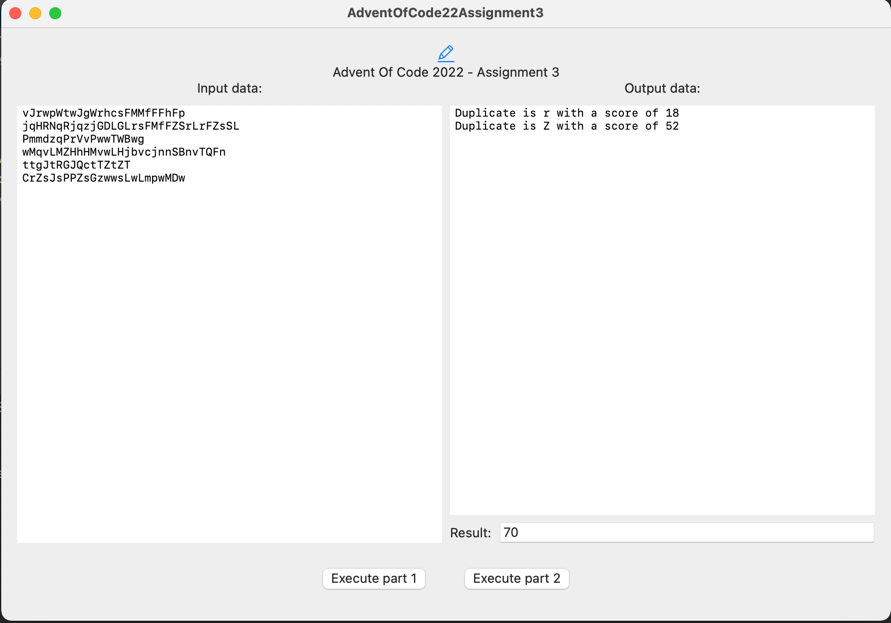 AdventOfCode22Assignment3
Advent Of Code 2022 - Assignment 3
Input data:
vJrwpWtwJgWrhcsFMMfFFhFp
jqHRNqRjqzjGDLGLrsFMfFZSrLrFZsSL
PmmdzqPrVvPwwTWBwg
wMqvLMZHhHMvwLHjbvcjnnSBnvTQFn
ttgJtRGJQctTZtZT
CrZsJsPPZsGzwwsLwLmpwMDw
Output data:
Duplicate is r with a score of 18
Duplicate is Z with a score of 52
Result: 70
Execute part 1
Execute part 2